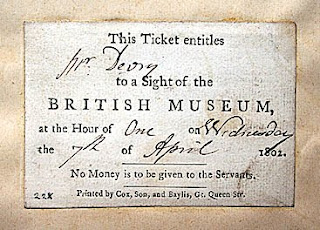 This Ticket entitles
Mr. Devry
to a Sight of the
BRITISH MUSEUM,
at the Hour of One on Wednesday
the 7th of April 1802.
No Money is to be given to the Servants.
Printed by Cox, Son, and Baylis, Gt. Queen Str.